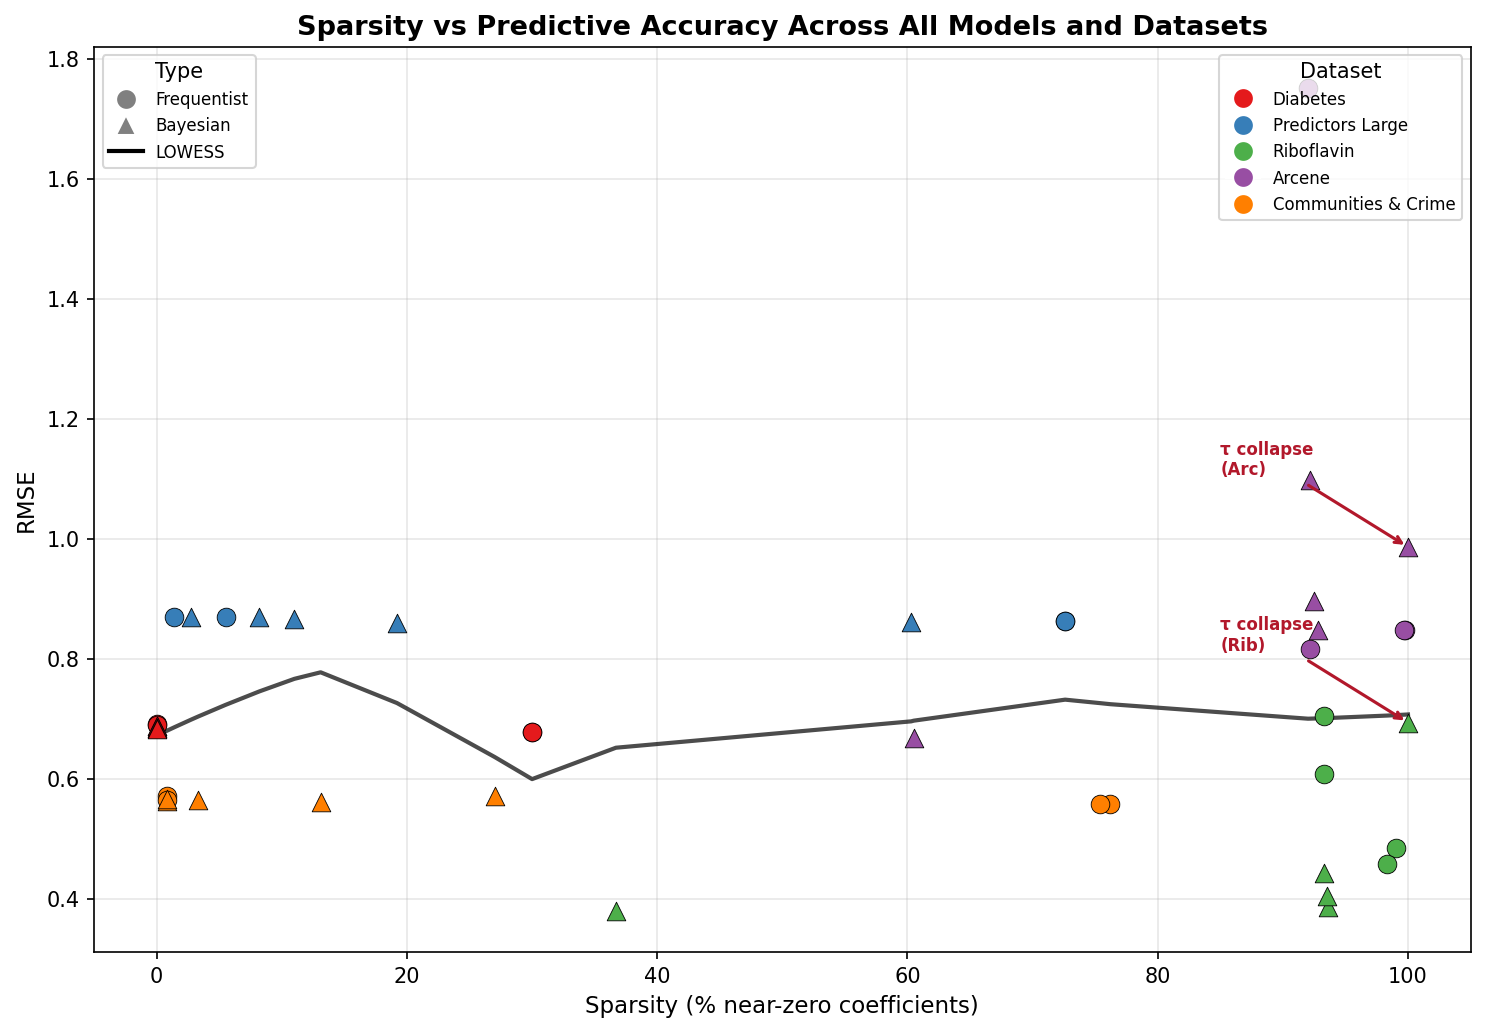 Sparsity vs Predictive Accuracy Across All Models and Datasets
Type
Frequentist
Bayesian
LOWESS
Dataset
Diabetes
Predictors Large
Riboflavin
Arcene
Communities & Crime
RMSE
1.8
1.6
1.4
1.2
1.0
0.8
0.6
0.4
τ collapse
(Arc)
τ collapse
(Rib)
0
20
40
60
80
100
Sparsity (% near-zero coefficients)